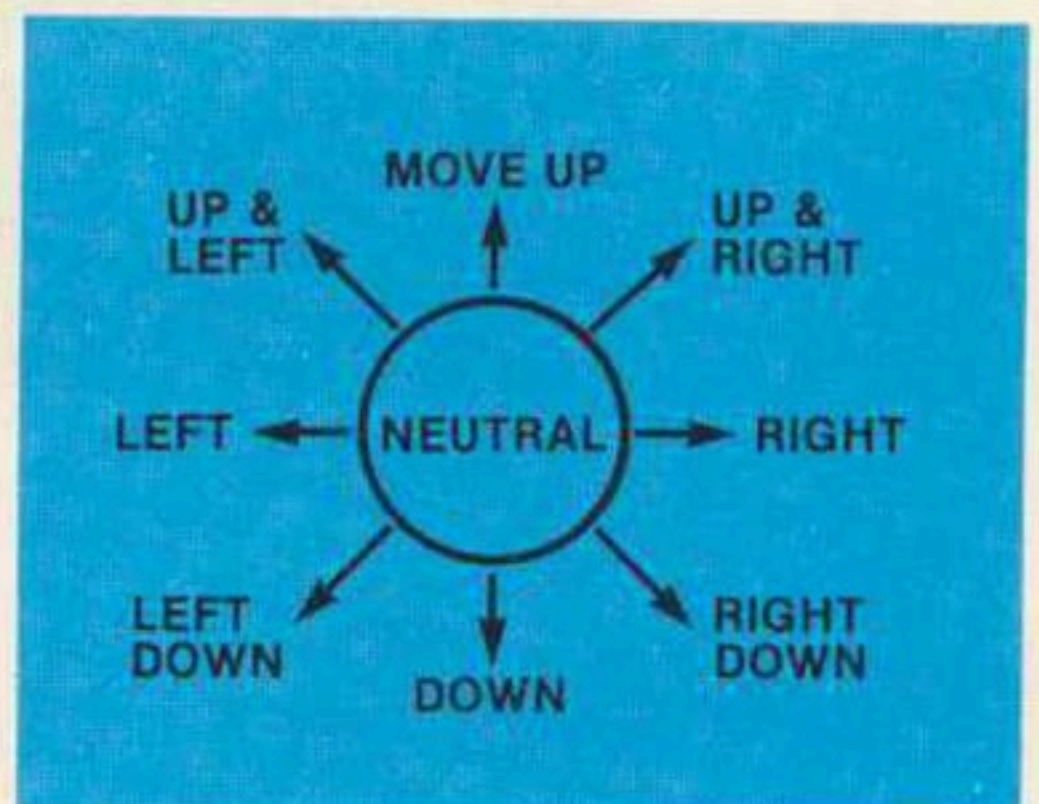 MOVE UP
UP &
LEFT
UP &
RIGHT
LEFT
NEUTRAL
RIGHT
LEFT
DOWN
DOWN
RIGHT
DOWN